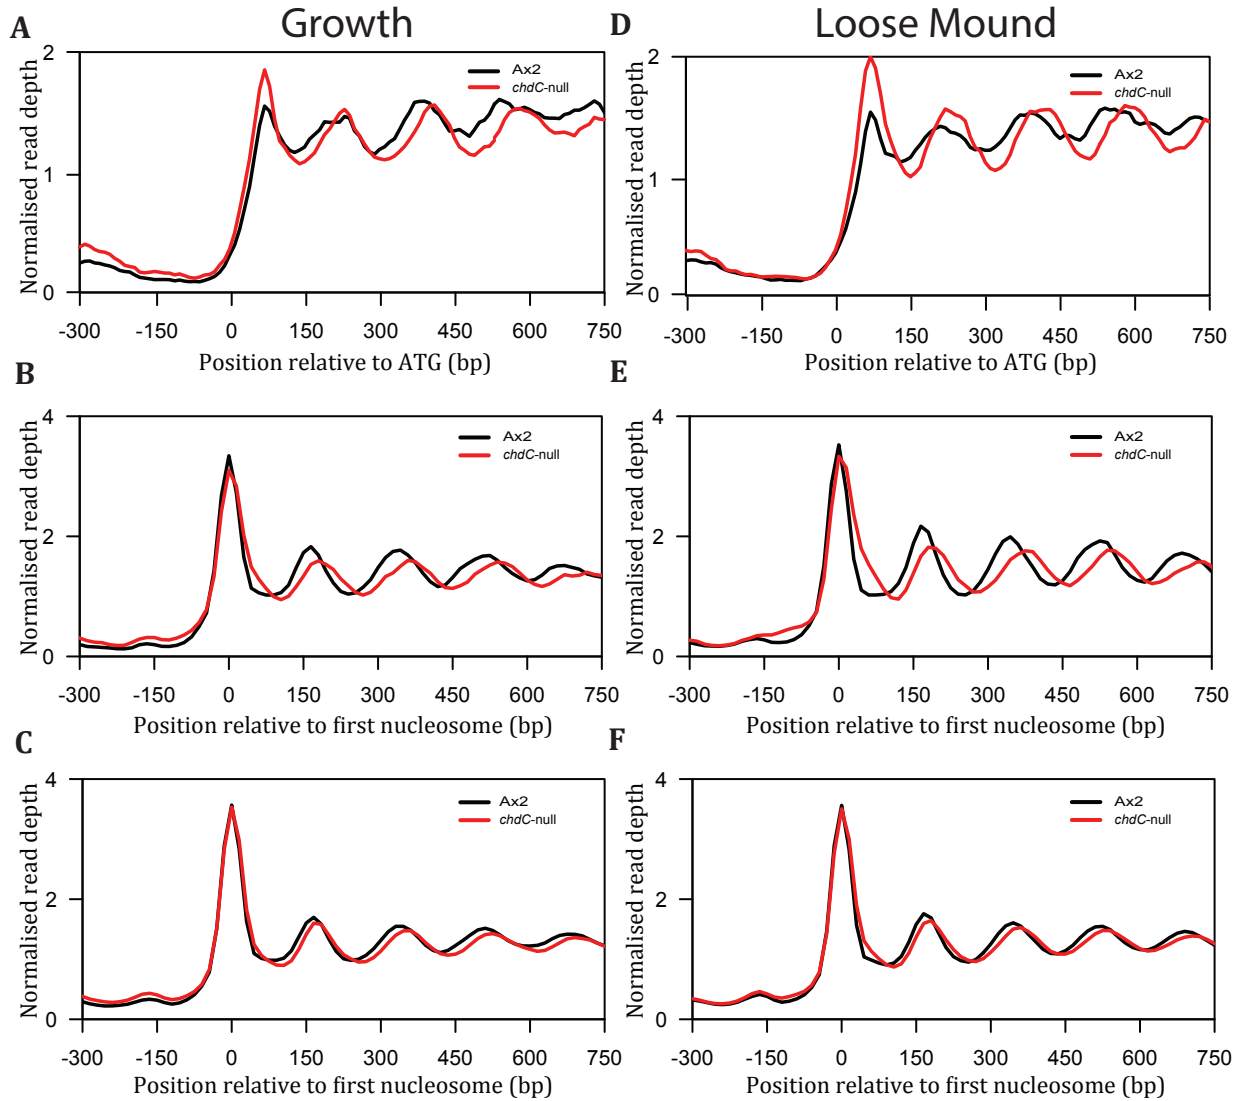 A
Growth
Normalised read depth
2
1
0
Ax2
chdC-null
-300 -150 0 150 300 450 600 750
Position relative to ATG (bp)
D
Loose Mound
Normalised read depth
2
1
0
Ax2
chdC-null
-300 -150 0 150 300 450 600 750
Position relative to ATG (bp)
B
Normalised read depth
4
2
0
Ax2
chdC-null
-300 -150 0 150 300 450 600 750
Position relative to first nucleosome (bp)
E
Normalised read depth
4
2
0
Ax2
chdC-null
-300 -150 0 150 300 450 600 750
Position relative to first nucleosome (bp)
C
Normalised read depth
4
2
0
Ax2
chdC-null
-300 -150 0 150 300 450 600 750
Position relative to first nucleosome (bp)
F
Normalised read depth
4
2
0
Ax2
chdC-null
-300 -150 0 150 300 450 600 750
Position relative to first nucleosome (bp)